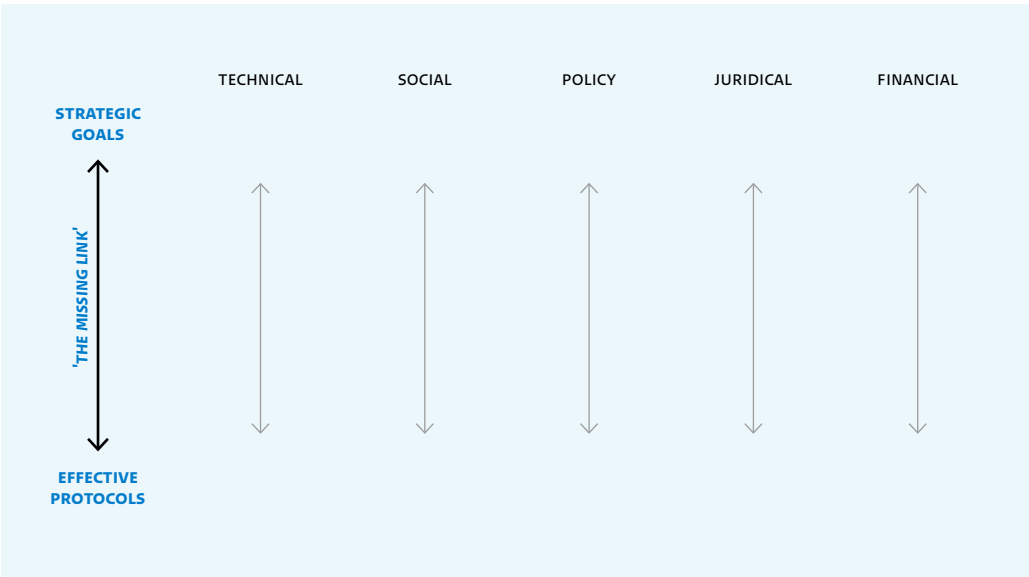 TECHNICAL SOCIAL POLICY JURIDICAL FINANCIAL
STRATEGIC
GOALS
'THE MISSING LINK'
EFFECTIVE
PROTOCOLS